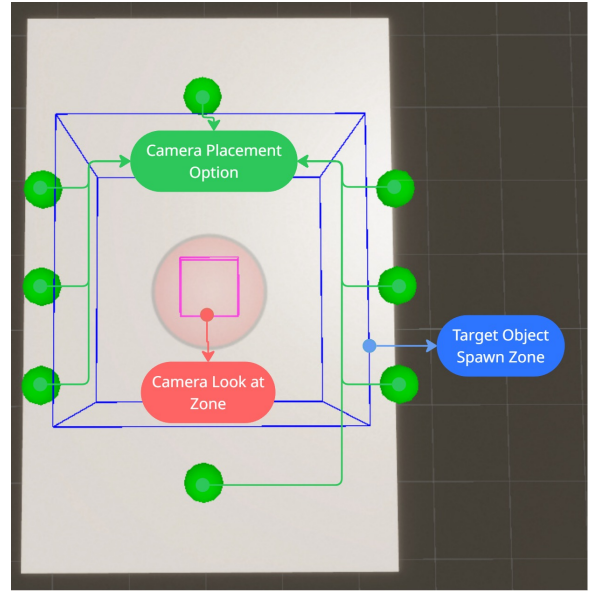 Camera Placement
Option
Target Object
Spawn Zone
Camera Look at
Zone